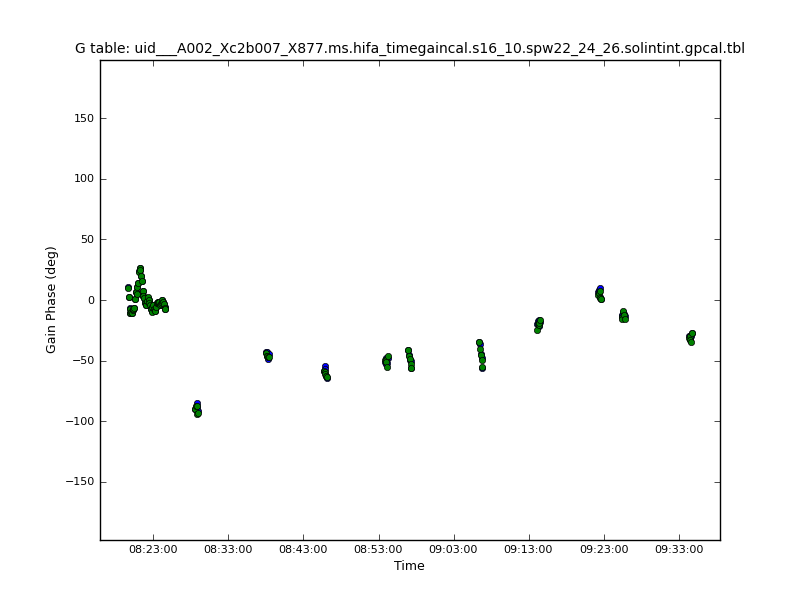 G table: uid___A002_Xc2b007_X877.ms.hifa_timegaincal.s16_10.spw22_24_26.solintint.gpcal.tbl
150
100
50
0
−50
−100
−150
Gain Phase (deg)
08:23:00 08:33:00 08:43:00 08:53:00 09:03:00 09:13:00 09:23:00 09:33:00
Time